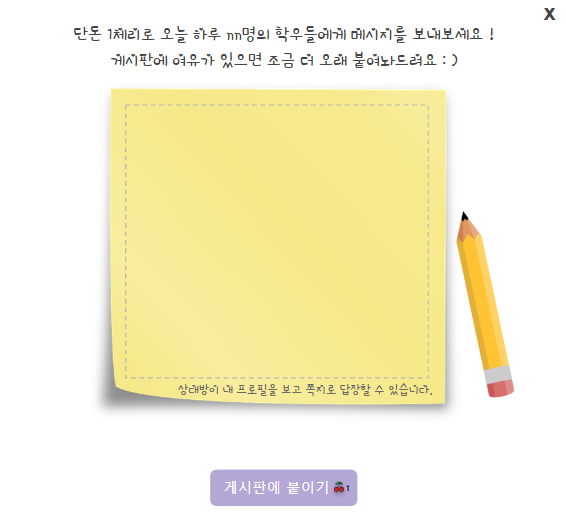 x
단돈 1체리로 오늘 하루 nn명의 학우들에게 메시지를 보내보세요 !
게시판에 여유가 있으면 조금 더 오래 붙여놔드려요 : )
상대방이 내 프로필을 보고 쪽지로 답장할 수 있습니다.
게시판에 붙이기 1